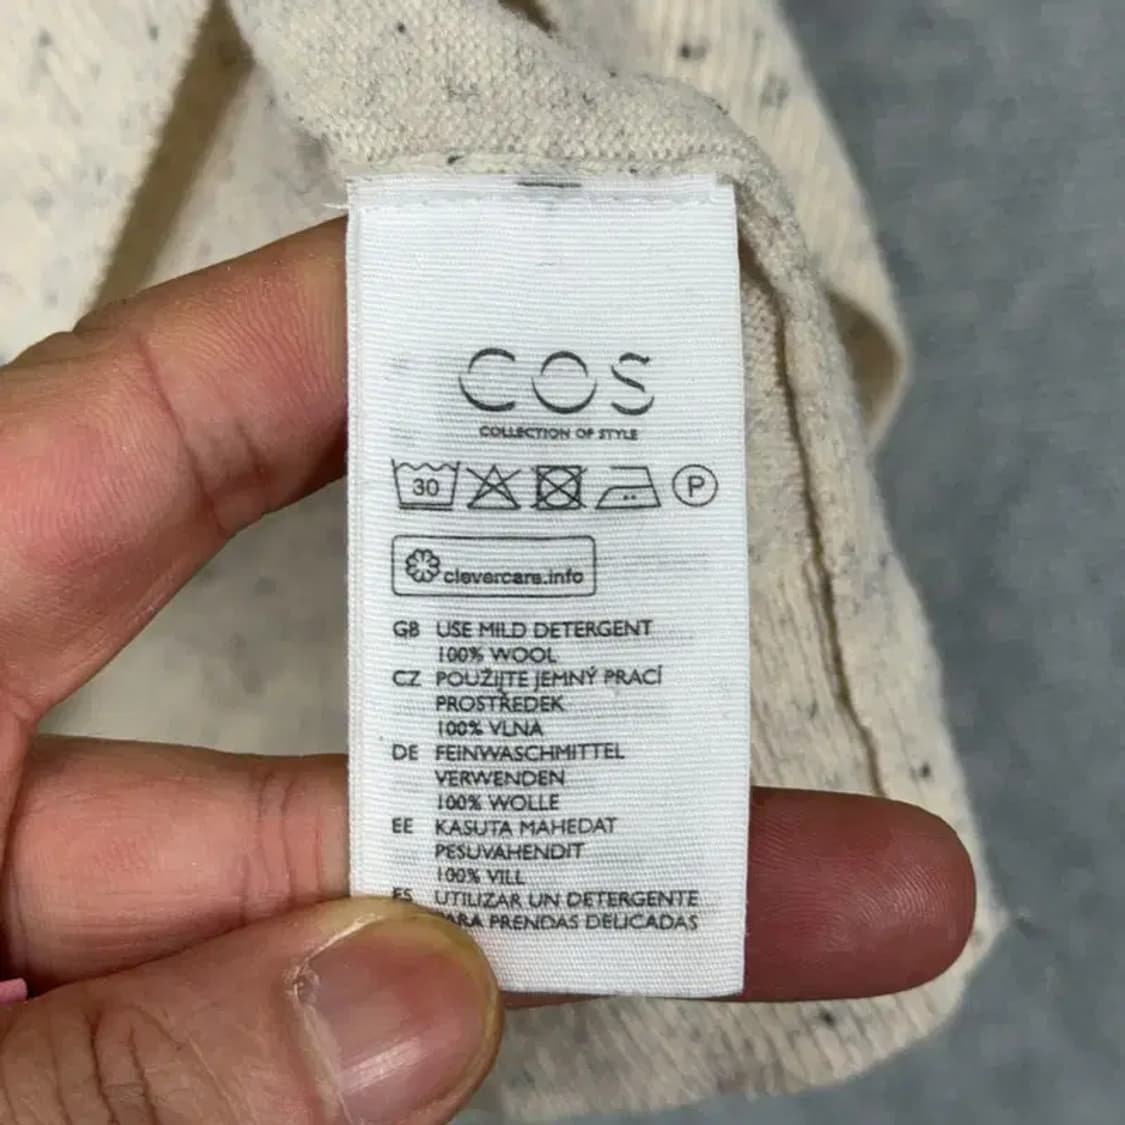 COS
COLLECTION OF STYLE
30 P
clevercare.info
GB USE MILD DETERGENT
100% WOOL
CZ POUŽIJTE JEMNÝ PRACÍ
PROSTŘEDEK
100% VLNA
DE FEINWASCHMITTEL
VERWENDEN
100% WOLLE
EE KASUTA MAHEDAT
PESUVAHENDIT
100% VILL
ES UTILIZAR UN DETERGENTE
PARA PRENDAS DELICADAS